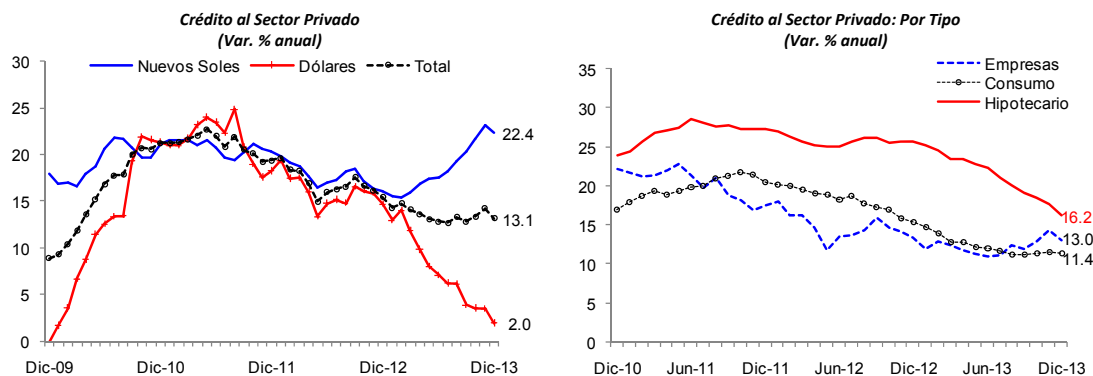 Crédito al Sector Privado
(Var. % anual)
30
25
20
15
10
5
0
Nuevos Soles Dólares Total
22.4
13.1
2.0
Dic-09 Dic-10 Dic-11 Dic-12 Dic-13
Crédito al Sector Privado: Por Tipo
(Var. % anual)
Empresas
Consumo
Hipotecario
35
30
25
20
15
10
5
0
16.2
13.0
11.4
Dic-10 Jun-11 Dic-11 Jun-12 Dic-12 Jun-13 Dic-13